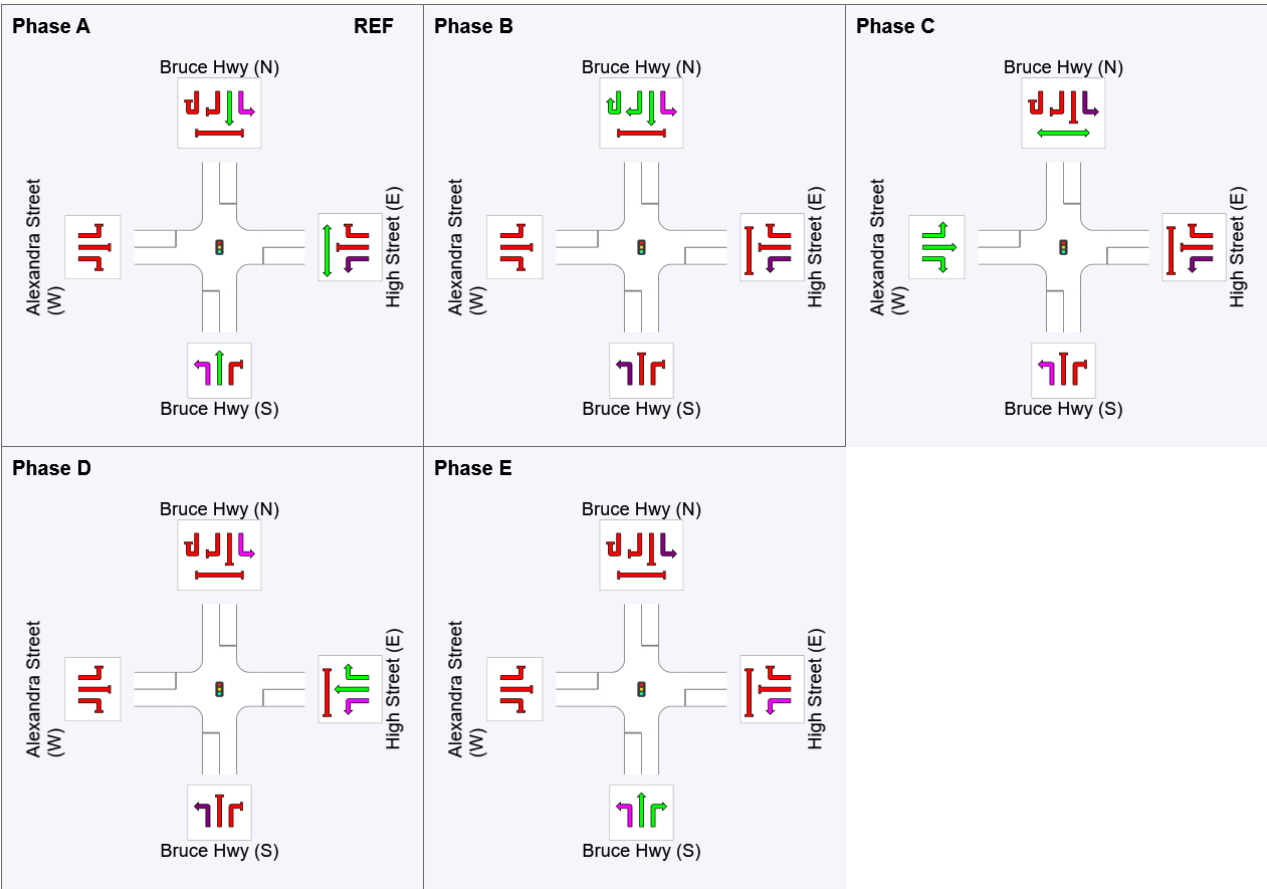 Phase A
REF
Bruce Hwy (N)
Alexandra Street
(W)
High Street (E)
Bruce Hwy (S)
Phase B
Bruce Hwy (N)
Alexandra Street
(W)
High Street (E)
Bruce Hwy (S)
Phase C
Bruce Hwy (N)
Alexandra Street
(W)
High Street (E)
Bruce Hwy (S)
Phase D
Bruce Hwy (N)
Alexandra Street
(W)
High Street (E)
Bruce Hwy (S)
Phase E
Bruce Hwy (N)
Alexandra Street
(W)
High Street (E)
Bruce Hwy (S)